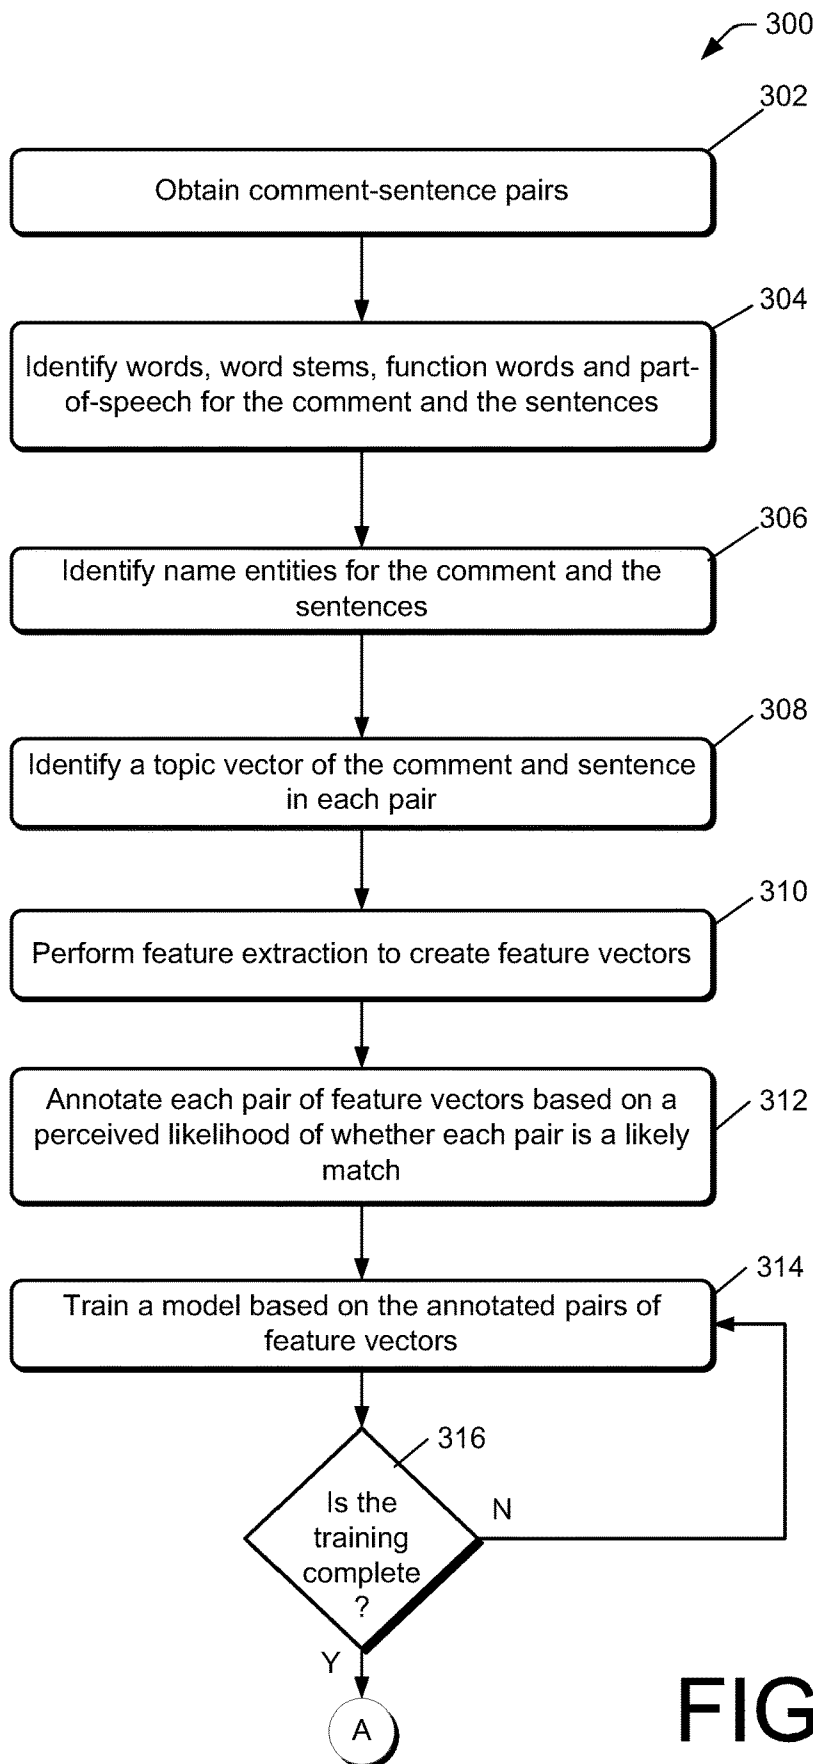 300
302
Obtain comment-sentence pairs
304
Identify words, word stems, function words and part-
of-speech for the comment and the sentences
306
Identify name entities for the comment and the
sentences
308
Identify a topic vector of the comment and sentence
in each pair
310
Perform feature extraction to create feature vectors
312
Annotate each pair of feature vectors based on a
perceived likelihood of whether each pair is a likely
match
314
Train a model based on the annotated pairs of
feature vectors
316
Is the
training
complete
?
N
Y
A
FIG